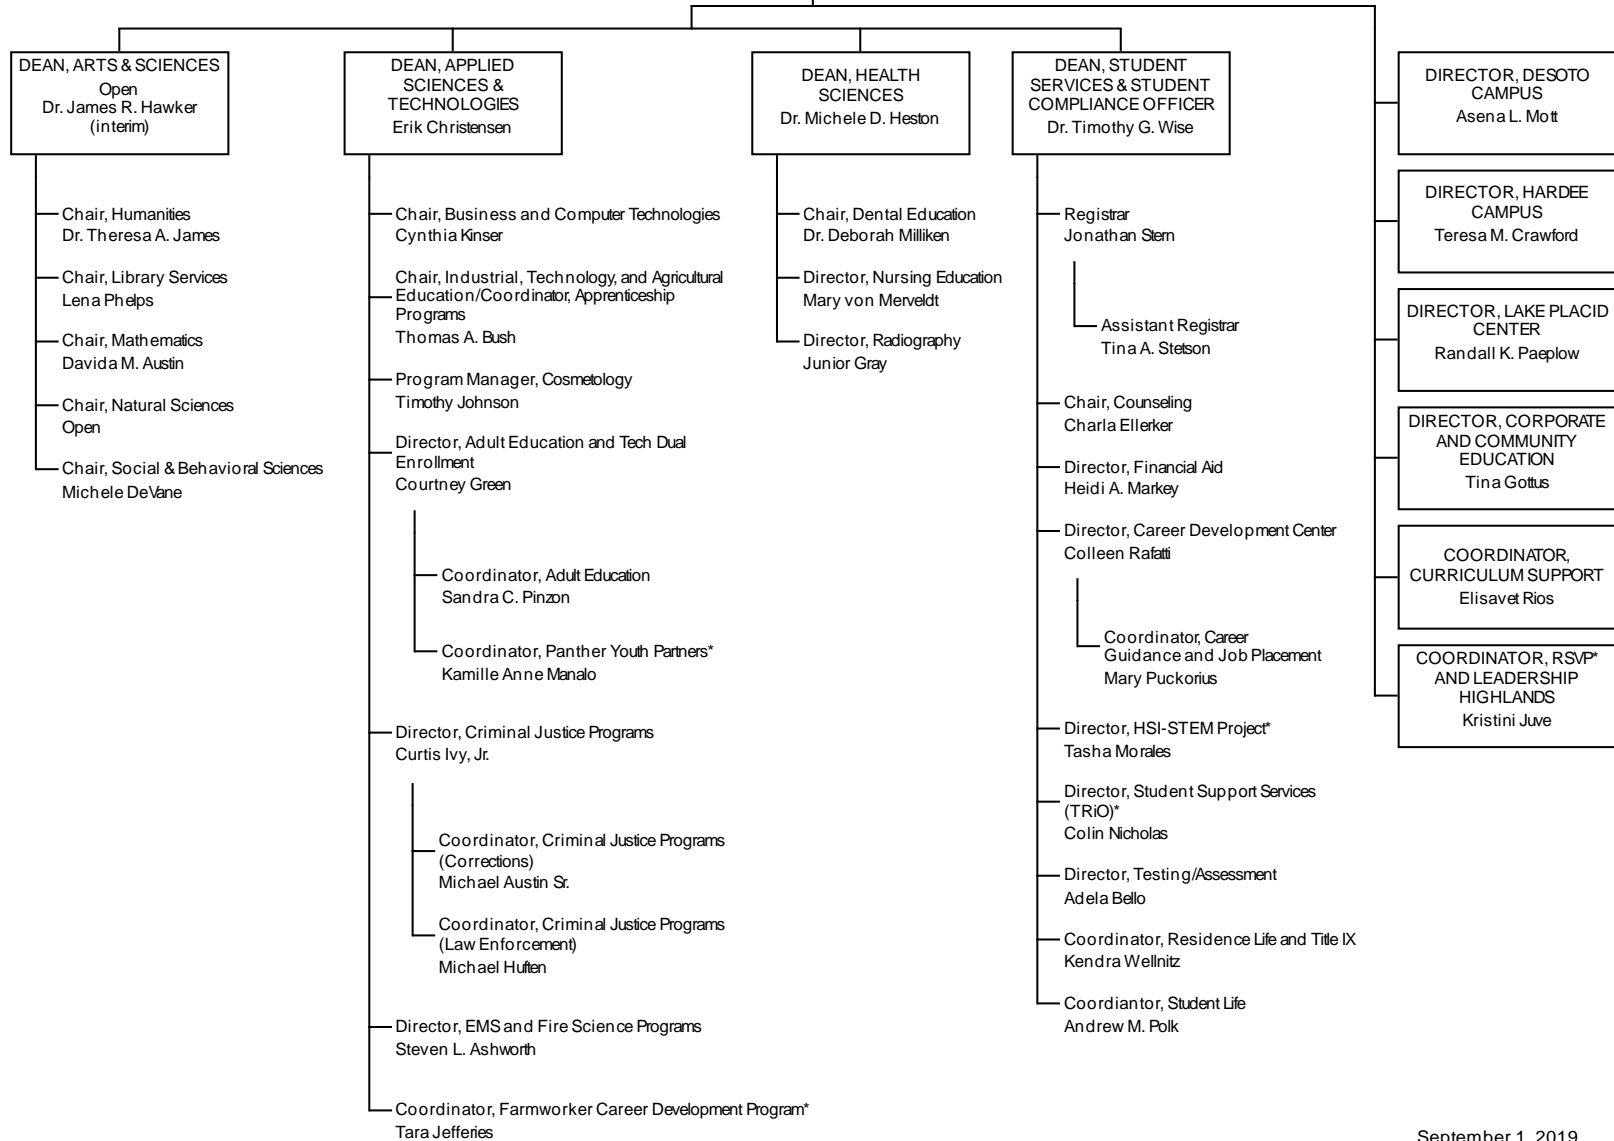 DEAN, ARTS & SCIENCES
Open
Dr. James R. Hawker
(interim)
Chair, Humanities
Dr. Theresa A. James
Chair, Library Services
Lena Phelps
Chair, Mathematics
Davida M. Austin
Chair, Natural Sciences
Open
Chair, Social & Behavioral Sciences
Michele DeVane
DEAN, APPLIED
SCIENCES &
TECHNOLOGIES
Erik Christensen
Chair, Business and Computer Technologies
Cynthia Kinser
Chair, Industrial, Technology, and Agricultural
Education/Coordinator, Apprenticeship
Programs
Thomas A. Bush
Program Manager, Cosmetology
Timothy Johnson
Director, Adult Education and Tech Dual
Enrollment
Courtney Green
Coordinator, Adult Education
Sandra C. Pinzon
Coordinator, Panther Youth Partners*
Kamille Anne Manalo
Director, Criminal Justice Programs
Curtis Ivy, Jr.
Coordinator, Criminal Justice Programs
(Corrections)
Michael Austin Sr.
Coordinator, Criminal Justice Programs
(Law Enforcement)
Michael Huften
Director, EMS and Fire Science Programs
Steven L. Ashworth
Coordinator, Farmworker Career Development Program*
Tara Jefferies
DEAN, HEALTH
SCIENCES
Dr. Michele D. Heston
Chair, Dental Education
Dr. Deborah Milliken
Director, Nursing Education
Mary von Merveldt
Director, Radiography
Junior Gray
DEAN, STUDENT
SERVICES & STUDENT
COMPLIANCE OFFICER
Dr. Timothy G. Wise
Registrar
Jonathan Stern
Assistant Registrar
Tina A. Stetson
Chair, Counseling
Charla Ellerker
Director, Financial Aid
Heidi A. Markey
Director, Career Development Center
Colleen Rafatti
Coordinator, Career
Guidance and Job Placement
Mary Puckorius
Director, HSI-STEM Project*
Tasha Morales
Director, Student Support Services
(TRiO)*
Colin Nicholas
Director, Testing/Assessment
Adela Bello
Coordinator, Residence Life and Title IX
Kendra Wellnitz
Coordiantor, Student Life
Andrew M. Polk
DIRECTOR, DESOTO
CAMPUS
Asena L. Mott
DIRECTOR, HARDEE
CAMPUS
Teresa M. Crawford
DIRECTOR, LAKE PLACID
CENTER
Randall K. Paeplow
DIRECTOR, CORPORATE
AND COMMUNITY
EDUCATION
Tina Gottus
COORDINATOR,
CURRICULUM SUPPORT
Elisavet Rios
COORDINATOR, RSVP*
AND LEADERSHIP
HIGHLANDS
Kristini Juve
September 1, 2019